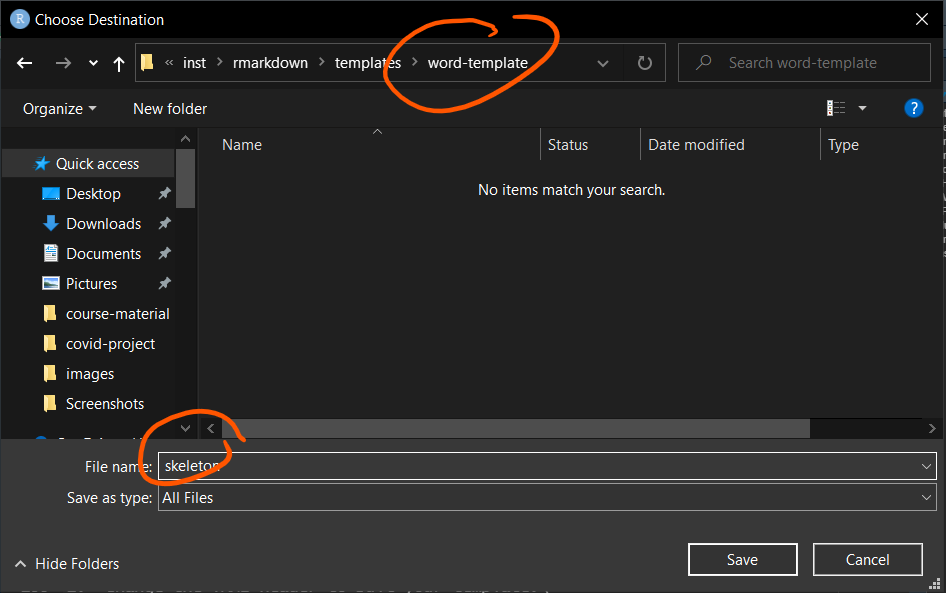 R Choose Destination
« inst > rmarkdown > templates > word-template
Search word-template
Organize New folder
?
Name Status Date modified Type
No items match your search.
Quick access
Desktop
Downloads
Documents
Pictures
course-material
covid-project
images
Screenshots
File name: skeleton
Save as type: All Files
Hide Folders
Save Cancel